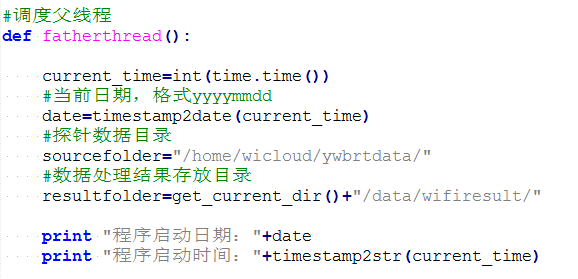 #调度父线程
def fatherthread():
current_time=int(time.time())
#当前日期，格式yyyymmdd
date=timestamp2date(current_time)
#探针数据目录
sourcefolder="/home/wicloud/ywbrtdata/"
#数据处理结果存放目录
resultfolder=get_current_dir()+"/data/wifiresult/"
print "程序启动日期："+date
print "程序启动时间："+timestamp2str(current_time)